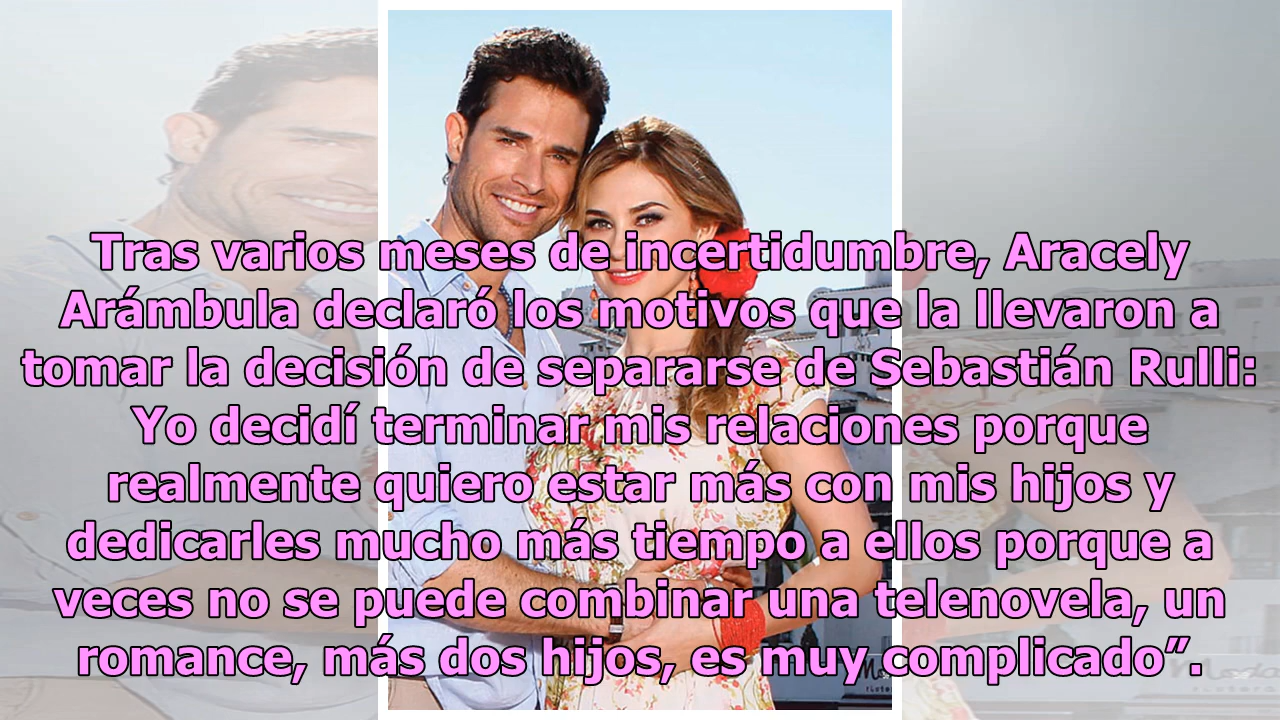 Tras varios meses de incertidumbre, Aracely
Arámbula declaró los motivos que la llevaron a
tomar la decisión de separarse de Sebastián Rulli:
Yo decidí terminar mis relaciones porque
realmente quiero estar más con mis hijos y
dedicarles mucho más tiempo a ellos porque a
veces no se puede combinar una telenovela, un
romance, más dos hijos, es muy complicado”.